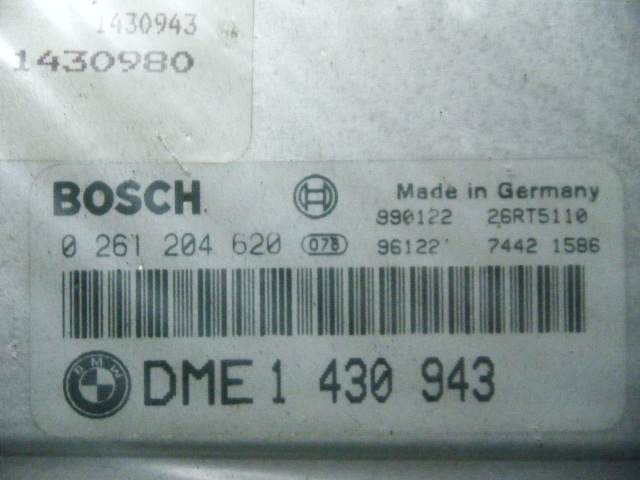 1430943
1430980
BOSCH
Made in Germany
990122 26RT5110
0 261 204 620 078 96122 7442 1586
BMW
DME 1 430 943